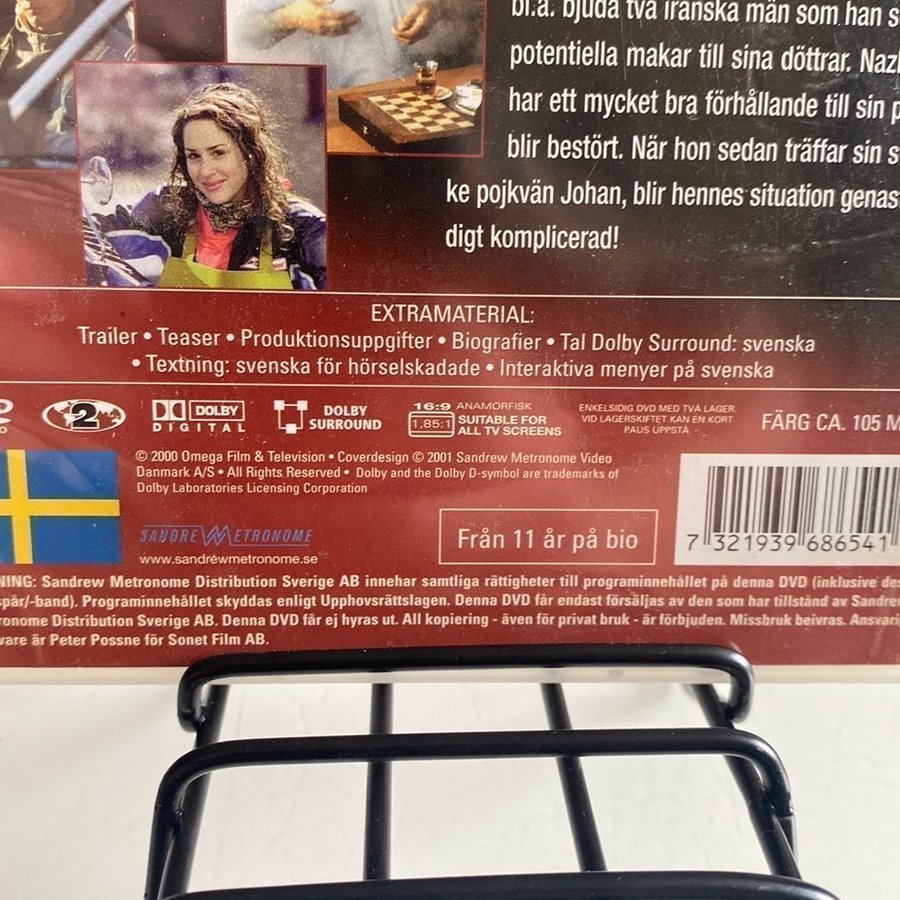 bl.a. bjuda två iranska män som han s
potentiella makar till sina döttrar. Naz
har ett mycket bra förhållande till sin p
blir bestört. När hon sedan träffar sin s
ke pojkvän Johan, blir hennes situation genas
digt komplicerad!
EXTRAMATERIAL:
Trailer • Teaser • Produktionsuppgifter • Biografier • Tal Dolby Surround: svenska
• Textning: svenska för hörselskadade • Interaktiva menyer på svenska
2
DOLBY
DIGITAL
DOLBY
SURROUND
16:9 ANAMORFISK
1,85:1 SUITABLE FOR
ALL TV SCREENS
ENKELSIDIG DVD MED TVÅ LAGER.
VID LAGERSKIFTET KAN EN KORT
PAUS UPPSTÅ
FÄRG CA. 105 M
© 2000 Omega Film & Television • Coverdesign © 2001 Sandrew Metronome Video
Danmark A/S • All Rights Reserved • Dolby and the Dolby D-symbol are trademarks of
Dolby Laboratories Licensing Corporation
SANDREW METRONOME
www.sandrewmetronome.se
Från 11 år på bio
7 321939 686541
NING: Sandrew Metronome Distribution Sverige AB innehar samtliga rättigheter till programinnehållet på denna DVD (inklusive des
spår/-band). Programinnehållet skyddas enligt Upphovsrättslagen. Denna DVD får endast försäljas av den som har tillstånd av Sandre
ronome Distribution Sverige AB. Denna DVD får ej hyras ut. All kopiering - även för privat bruk - är förbjuden. Missbruk beivras. Ansvari
vare är Peter Possne för Sonet Film AB.